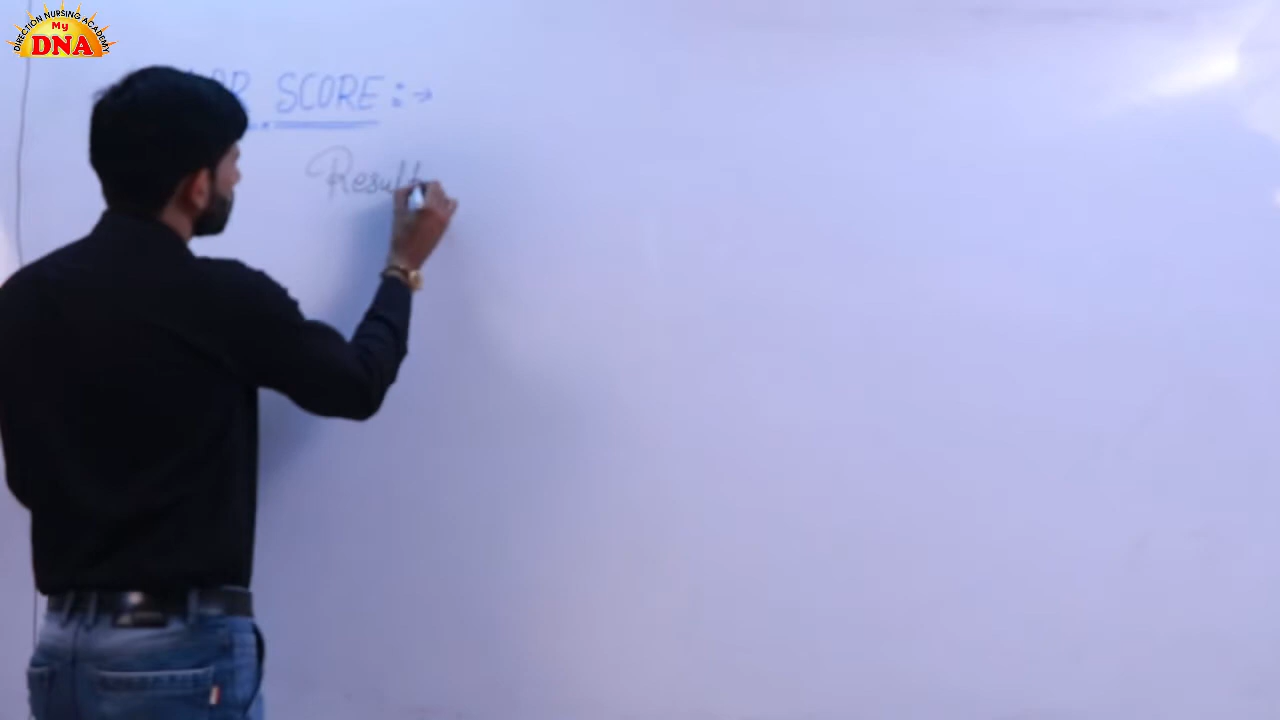 DIRECTION NURSING ACADEMY
My
DNA
SCORE :→
Result